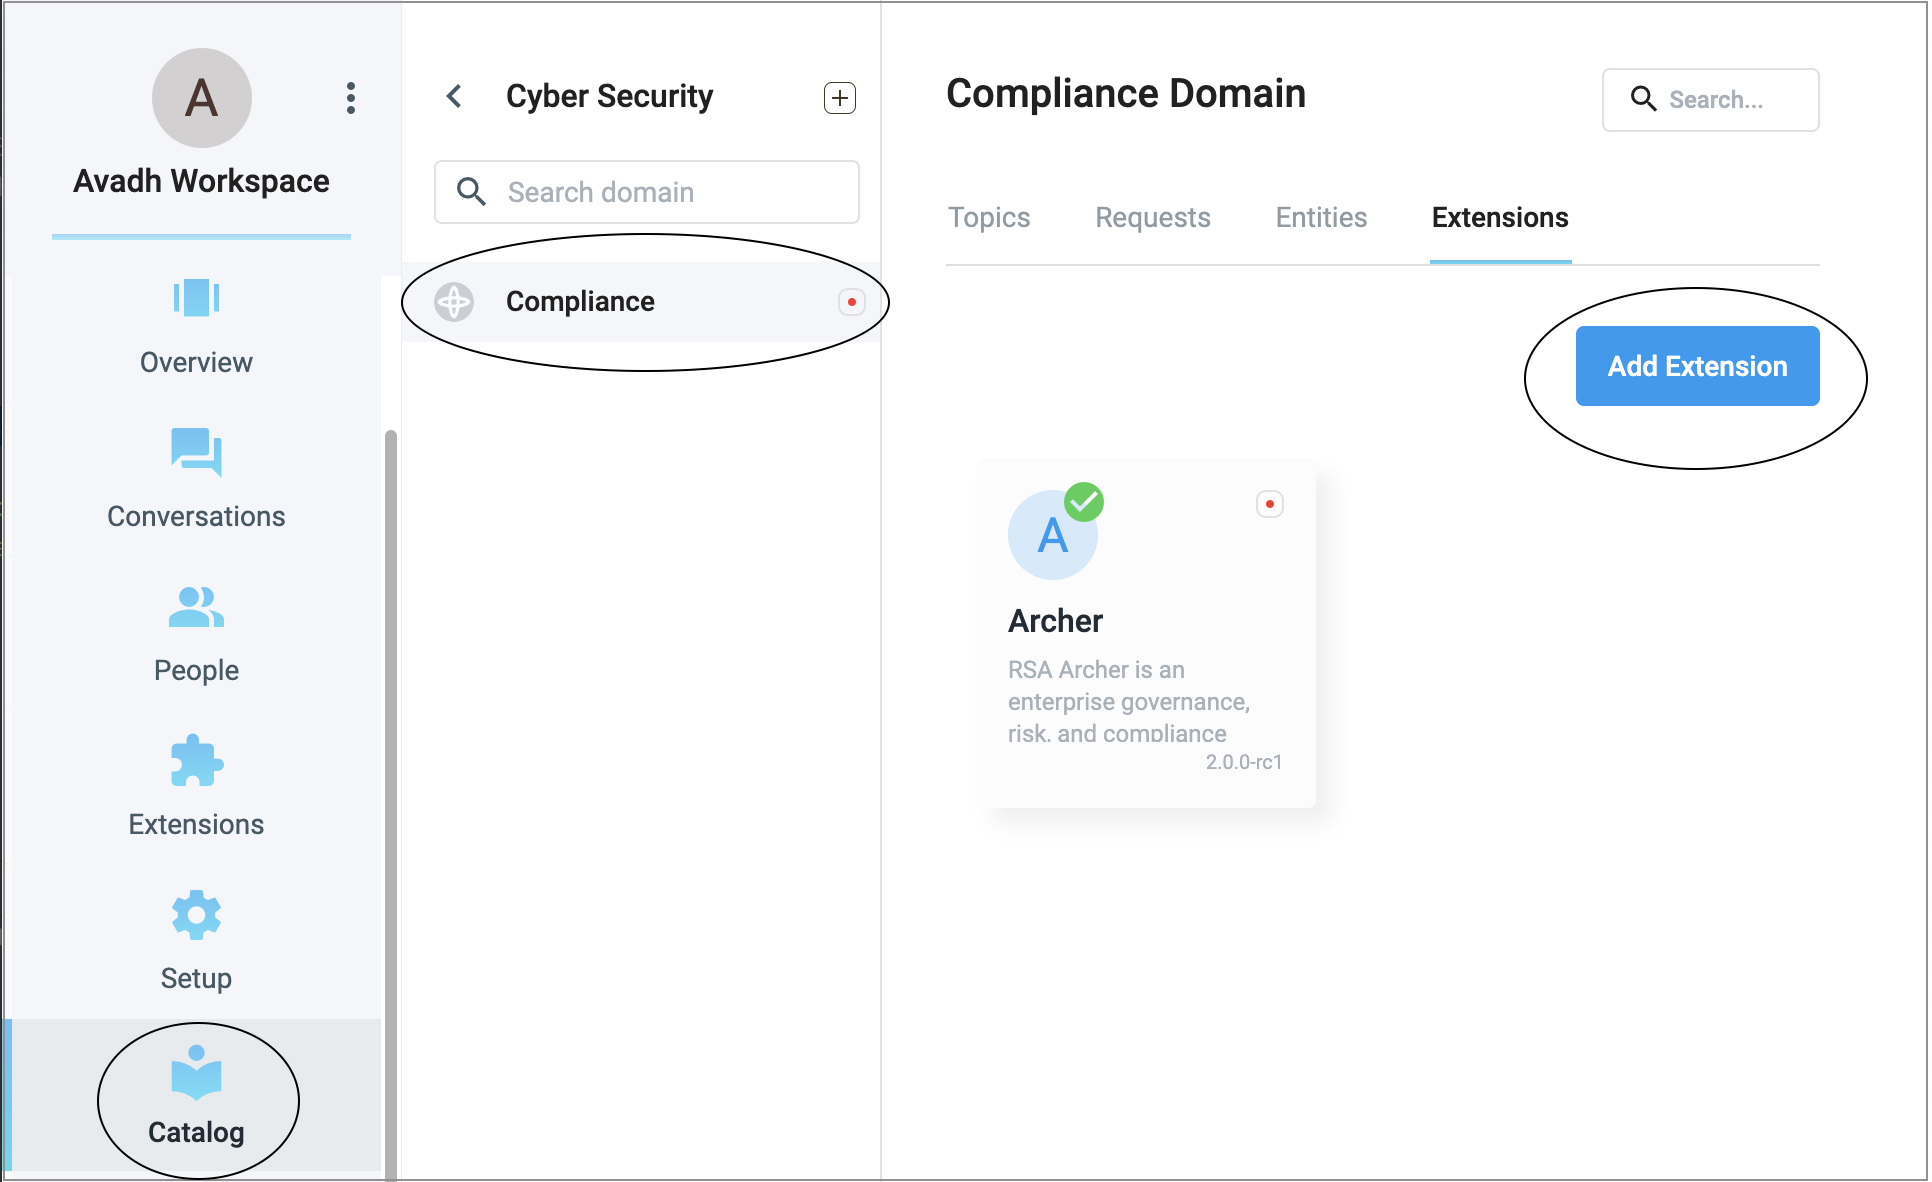 A
Avadh Workspace
Overview
Conversations
People
Extensions
Setup
Catalog
Cyber Security
Search domain
Compliance
Compliance Domain
Search...
Topics Requests Entities Extensions
Add Extension
A
Archer
RSA Archer is an
enterprise governance,
risk, and compliance
2.0.0-rc1